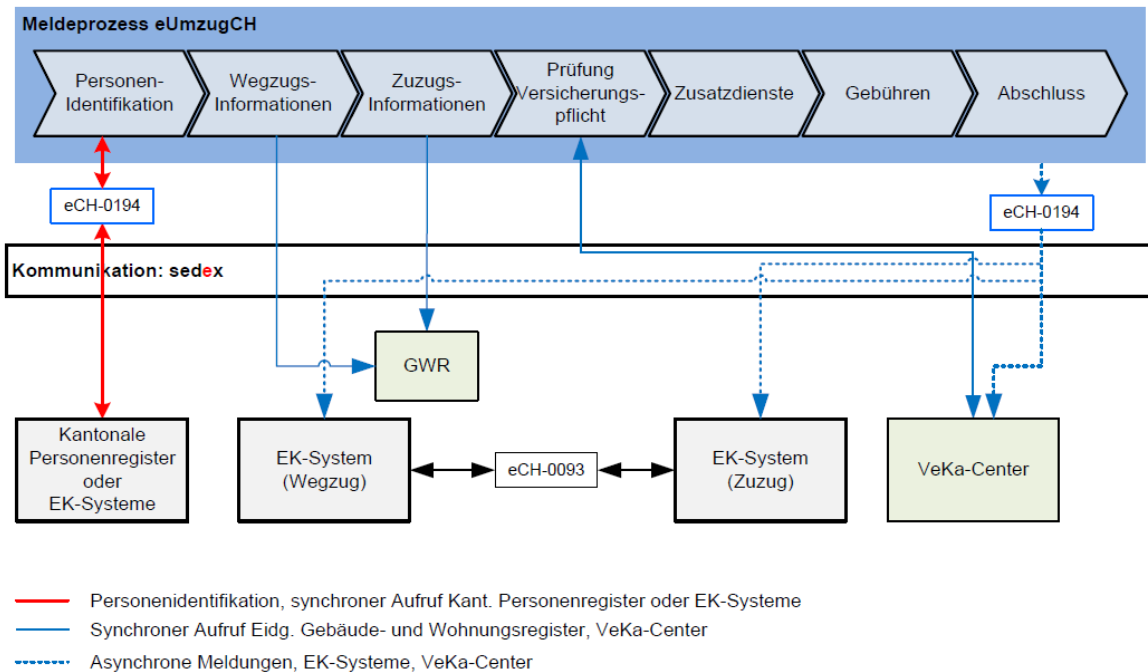 Meldeprozess eUmzugCH
Personen-
Identifikation
Wegzugs-
Informationen
Zuzugs-
Informationen
Prüfung
Versicherungs-
pflicht
Zusatzdienste
Gebühren
Abschluss
eCH-0194
eCH-0194
Kommunikation: sedex
GWR
Kantonale
Personenregister
oder
EK-Systeme
EK-System
(Wegzug)
eCH-0093
EK-System
(Zuzug)
VeKa-Center
Personenidentifikation, synchroner Aufruf Kant. Personenregister oder EK-Systeme
Synchroner Aufruf Eidg. Gebäude- und Wohnungsregister, VeKa-Center
Asynchrone Meldungen, EK-Systeme, VeKa-Center